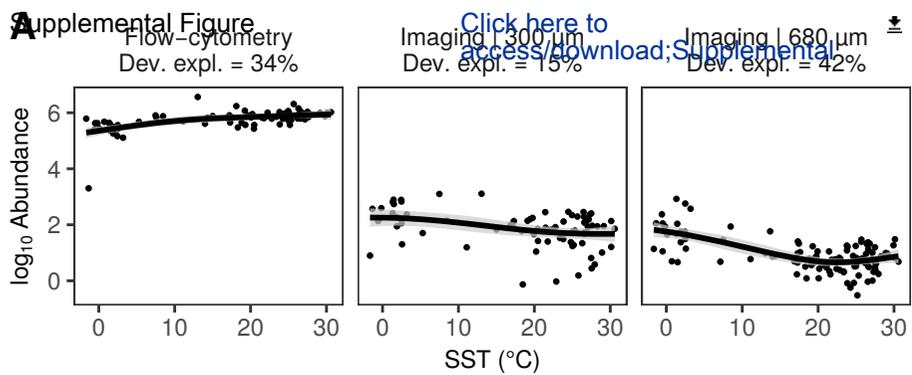 A
Supplemental Figure
Click here to
access/download;Supplemental
Flow−cytometry
Dev. expl. = 34%
Imaging | 300 µm
Dev. expl. = 15%
Imaging | 680 µm
Dev. expl. = 42%
log10 Abundance
6
4
2
0
0 10 20 30
0 10 20 30
0 10 20 30
SST (°C)